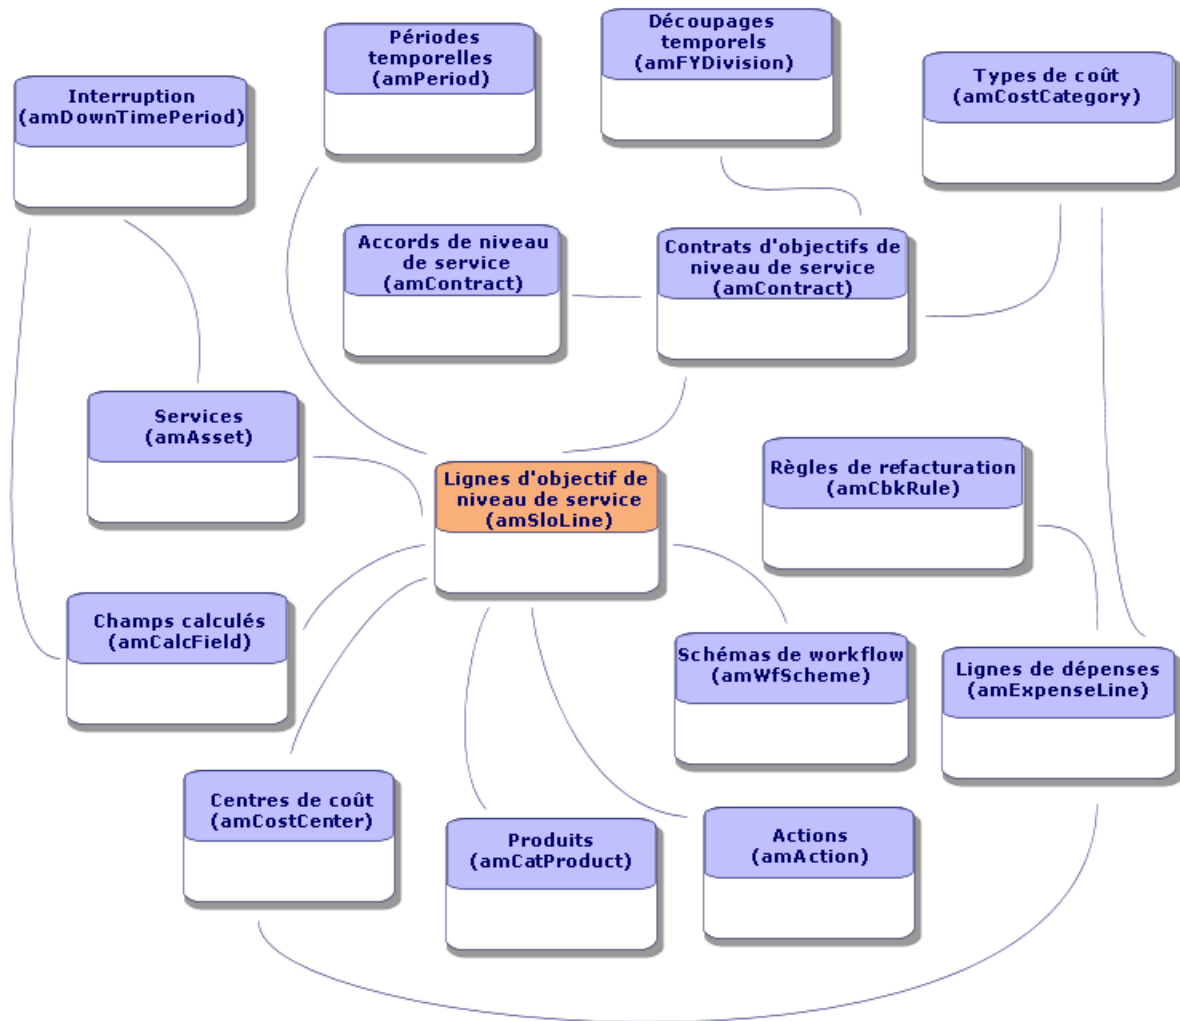 Périodes
temporelles
(amPeriod)
Découpages
temporels
(amFYDivision)
Types de coût
(amCostCategory)
Interruption
(amDownTimePeriod)
Accords de niveau
de service
(amContract)
Contrats d'objectifs de
niveau de service
(amContract)
Services
(amAsset)
Lignes d'objectif de
niveau de service
(amSloLine)
Règles de refacturation
(amCbkRule)
Champs calculés
(amCalcField)
Schémas de workflow
(amWfScheme)
Lignes de dépenses
(amExpenseLine)
Centres de coût
(amCostCenter)
Produits
(amCatProduct)
Actions
(amAction)